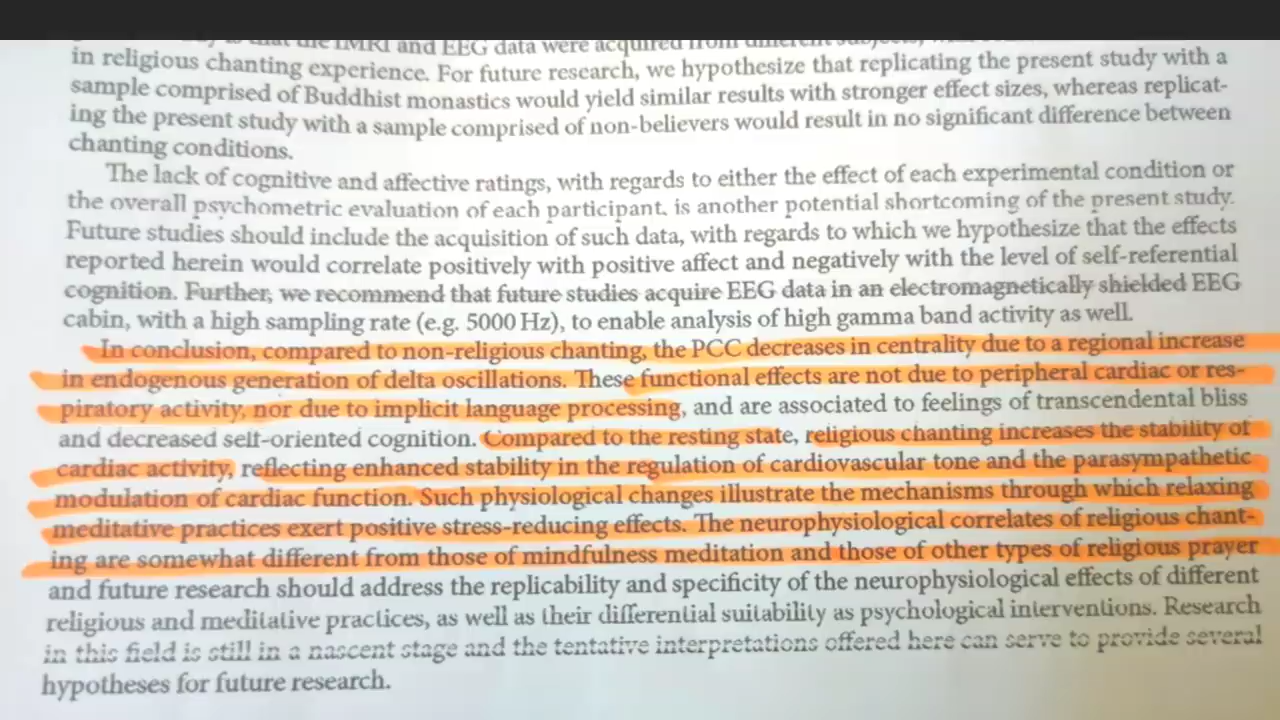 that the fMRI and EEG data were acquired from different subjects,
in religious chanting experience. For future research, we hypothesize that replicating the present study with a
sample comprised of Buddhist monastics would yield similar results with stronger effect sizes, whereas replicat-
ing the present study with a sample comprised of non-believers would result in no significant difference between
chanting conditions.
The lack of cognitive and affective ratings, with regards to either the effect of each experimental condition or
the overall psychometric evaluation of each participant, is another potential shortcoming of the present study.
Future studies should include the acquisition of such data, with regards to which we hypothesize that the effects
reported herein would correlate positively with positive affect and negatively with the level of self-referential
cognition. Further, we recommend that future studies acquire EEG data in an electromagnetically shielded EEG
cabin, with a high sampling rate (e.g. 5000 Hz), to enable analysis of high gamma band activity as well.
In conclusion, compared to non-religious chanting, the PCC decreases in centrality due to a regional increase
in endogenous generation of delta oscillations. These functional effects are not due to peripheral cardiac or res-
piratory activity, nor due to implicit language processing, and are associated to feelings of transcendental bliss
and decreased self-oriented cognition. Compared to the resting state, religious chanting increases the stability of
cardiac activity, reflecting enhanced stability in the regulation of cardiovascular tone and the parasympathetic
modulation of cardiac function. Such physiological changes illustrate the mechanisms through which relaxing
meditative practices exert positive stress-reducing effects. The neurophysiological correlates of religious chant-
ing are somewhat different from those of mindfulness meditation and those of other types of religious prayer
and future research should address the replicability and specificity of the neurophysiological effects of different
religious and meditative practices, as well as their differential suitability as psychological interventions. Research
in this field is still in a nascent stage and the tentative interpretations offered here can serve to provide several
hypotheses for future research.